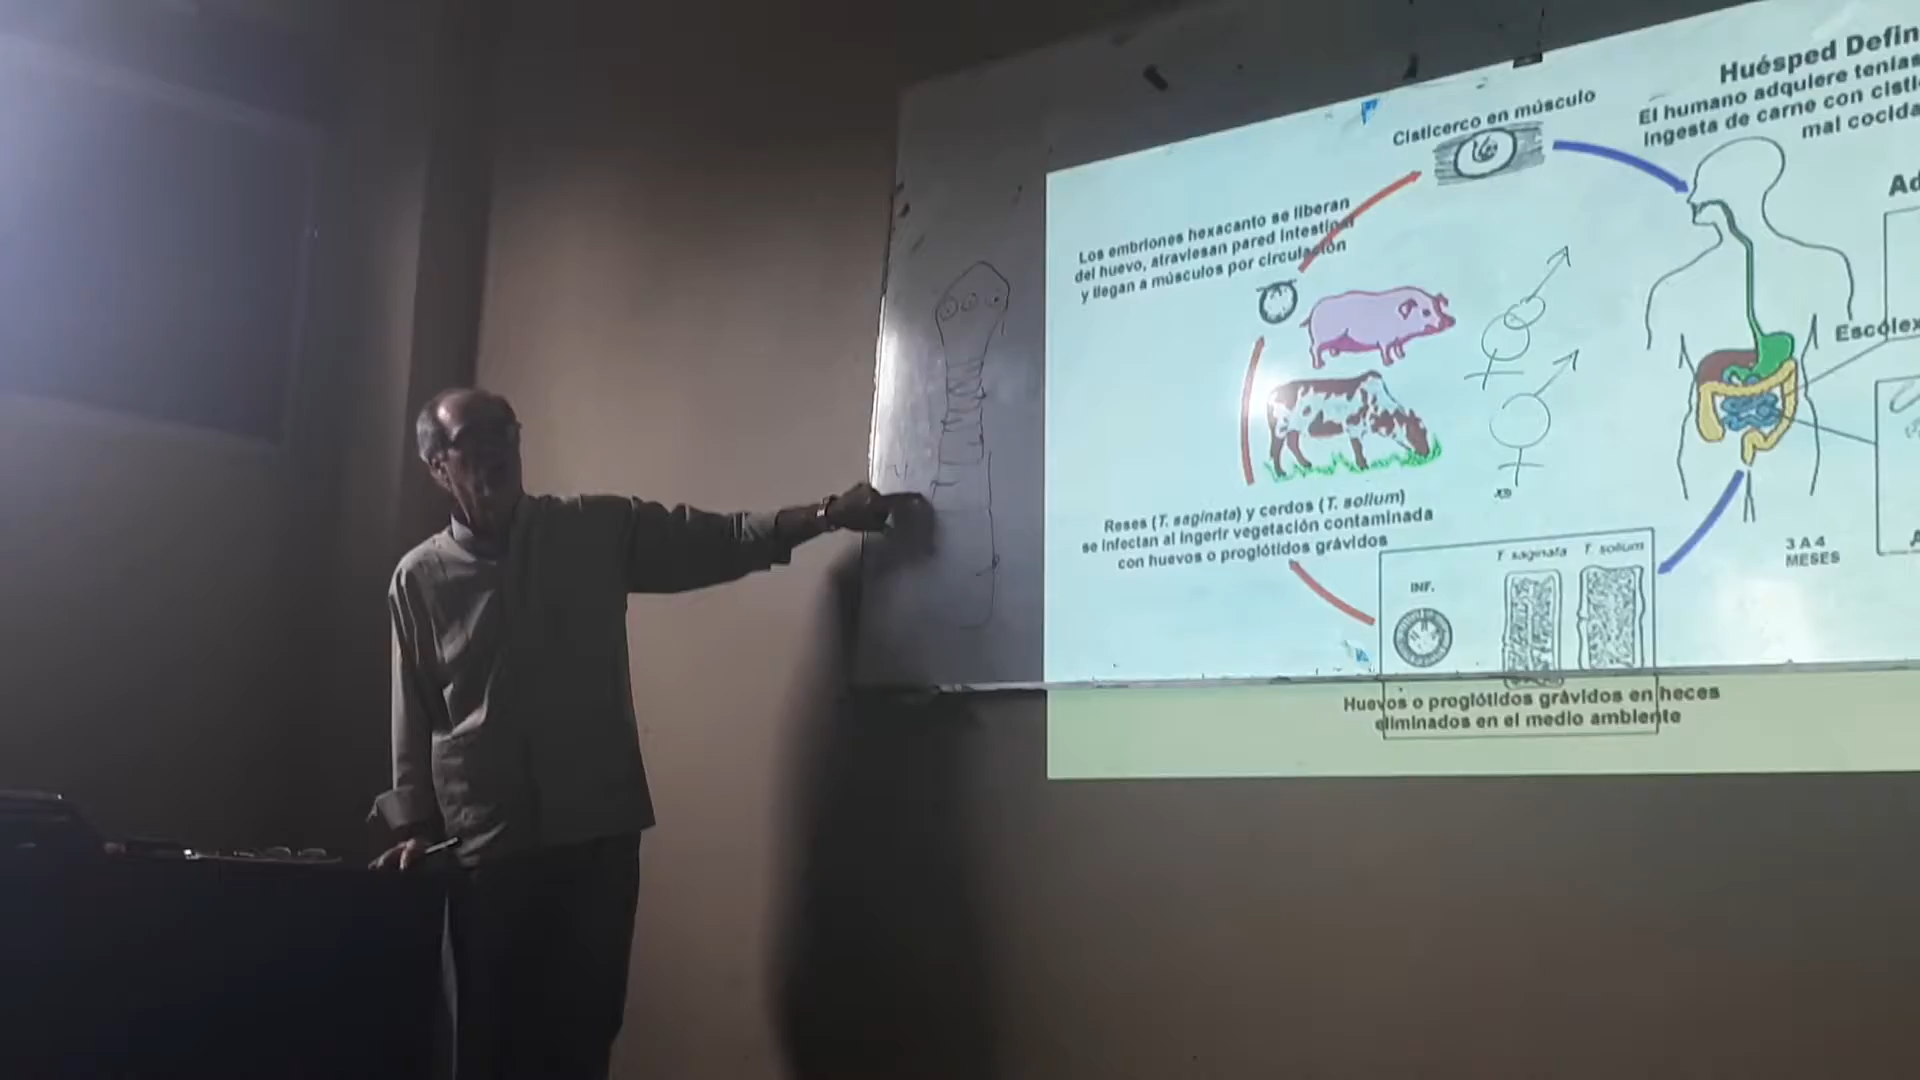 Huésped Defin
El humano adquiere tenias
Ingesta de carne con cisti
mal cocida
Cisticerco en músculo
Los embriones hexacanto se liberan
del huevo, atraviesan pared intestinal
y llegan a músculos por circulación
Ad
Escólex
Reses (T. saginata) y cerdos (T. solium)
se infectan al ingerir vegetación contaminada
con huevos o proglótidos grávidos
3 A 4
MESES
A
T. saginata T. solium
INF.
Huevos o proglótidos grávidos en heces
eliminados en el medio ambiente